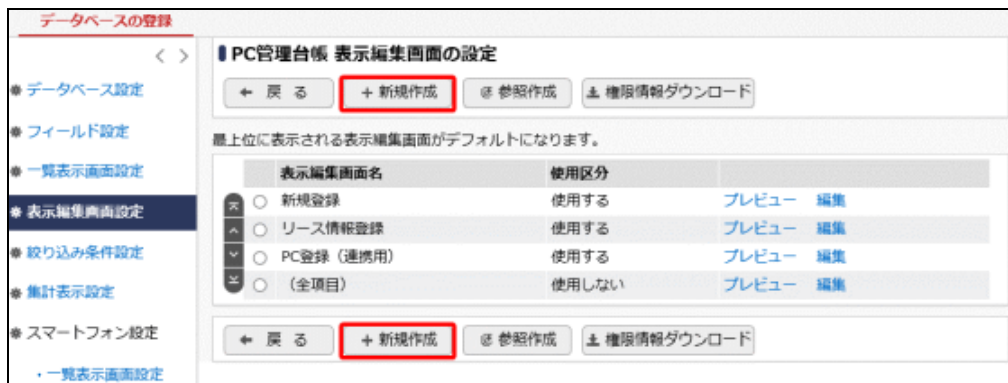 データベースの登録
データベース設定
フィールド設定
一覧表示画面設定
表示編集画面設定
絞り込み条件設定
集計表示設定
スマートフォン設定
・一覧表示画面設定
PC管理台帳 表示編集画面の設定
戻 る + 新規作成 参照作成 権限情報ダウンロード
最上位に表示される表示編集画面がデフォルトになります。
表示編集画面名 使用区分
新規登録 使用する プレビュー 編集
リース情報登録 使用する プレビュー 編集
PC登録（連携用） 使用する プレビュー 編集
（全項目） 使用しない プレビュー 編集
戻 る + 新規作成 参照作成 権限情報ダウンロード